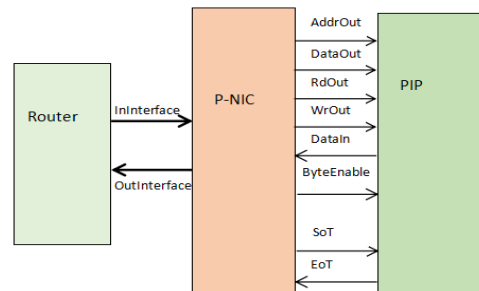 Router
InInterface
OutInterface
P-NIC
AddrOut
DataOut
RdOut
WrOut
DataIn
ByteEnable
SoT
EoT
PIP